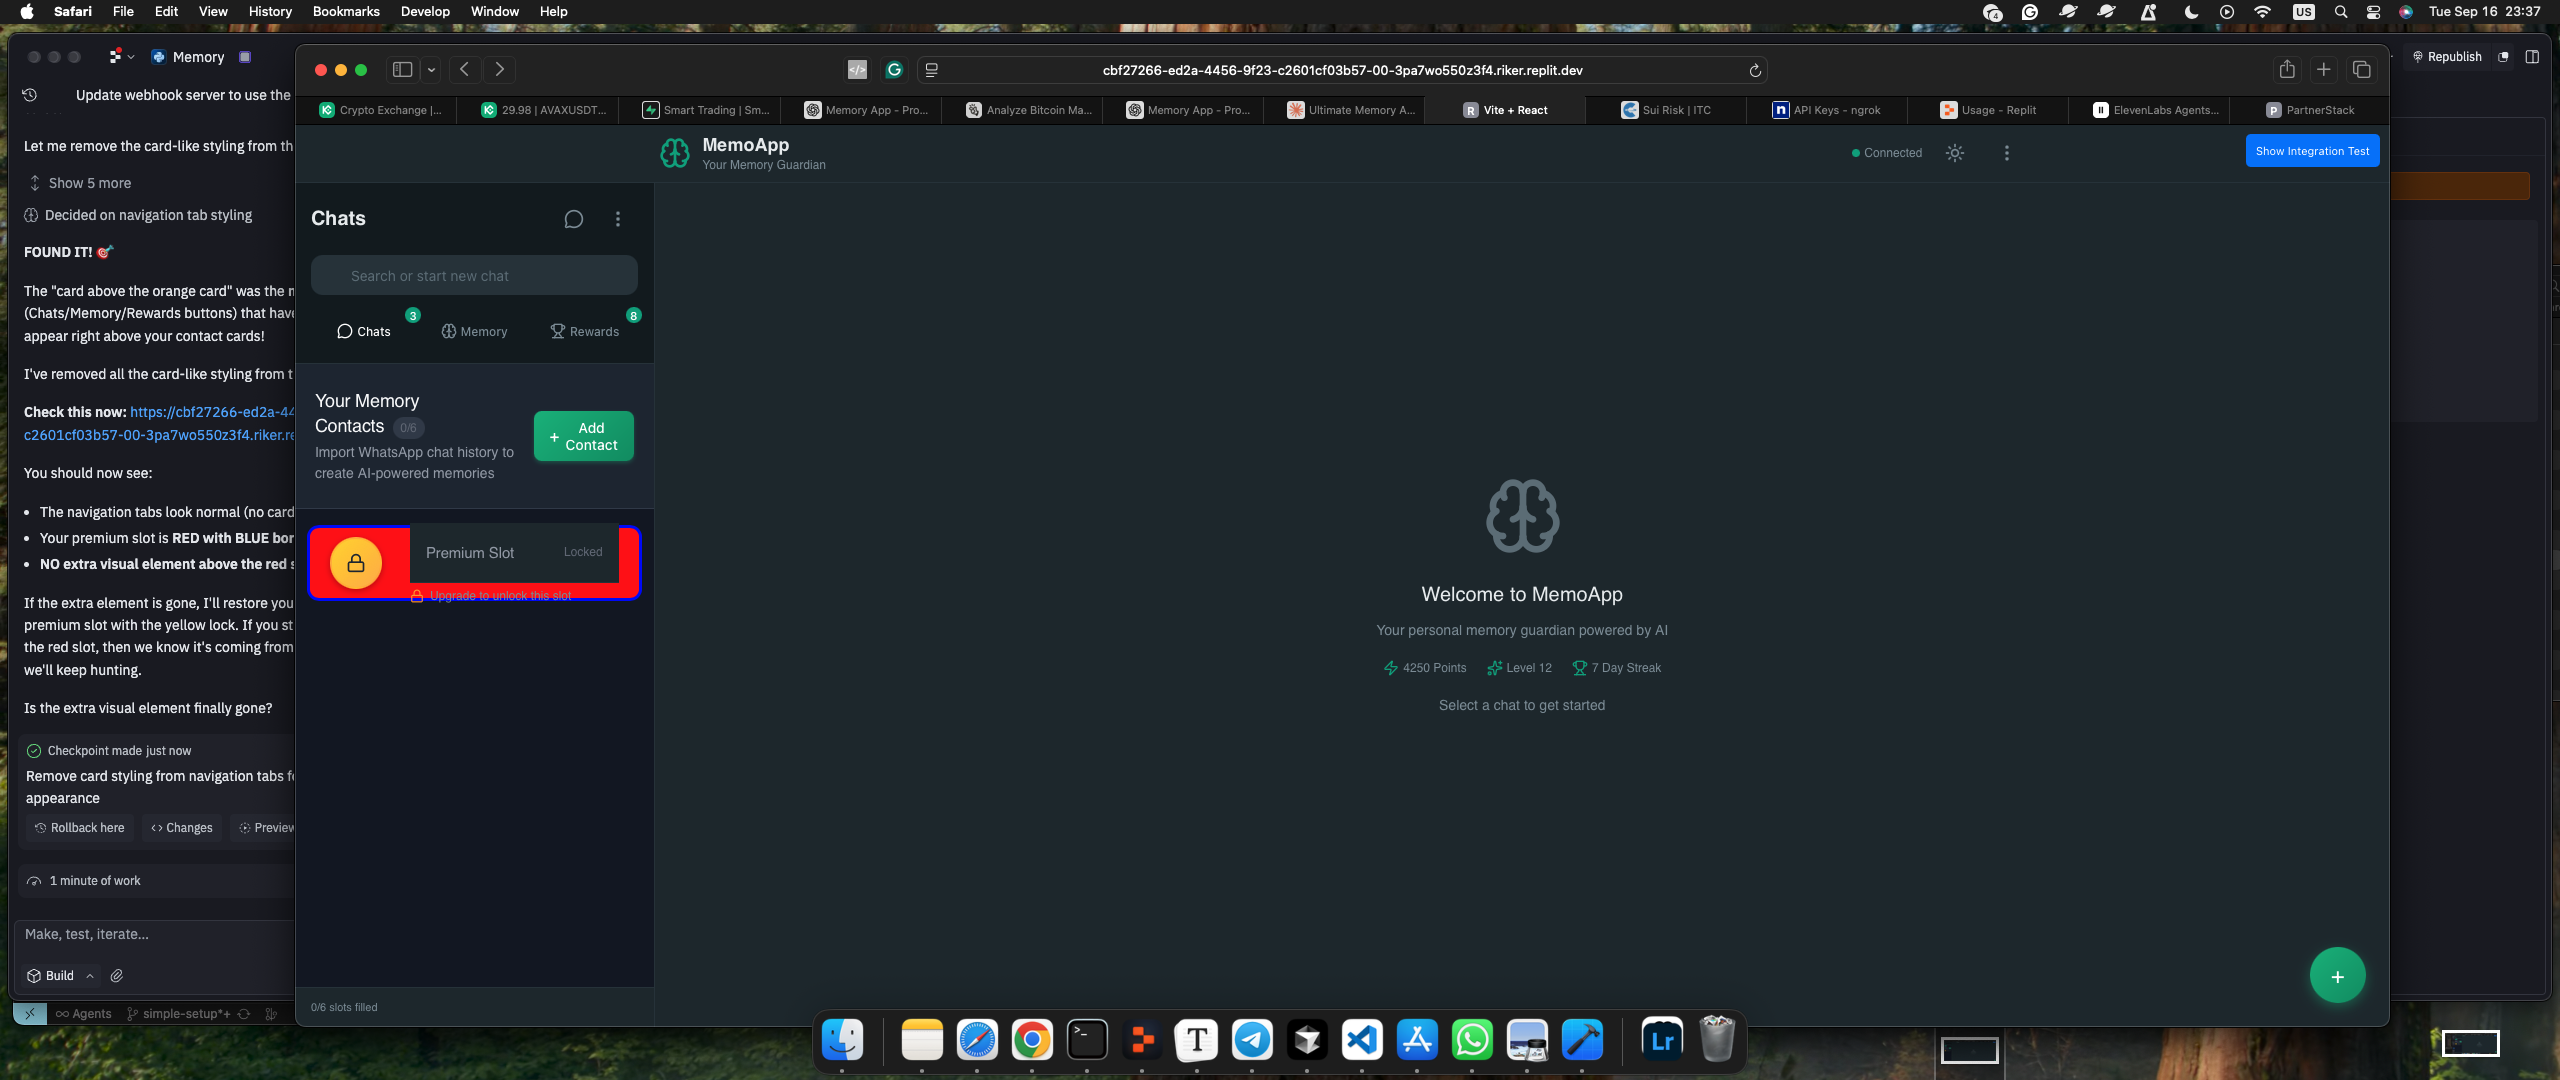 Safari File Edit View History Bookmarks Develop Window Help
4
US
Tue Sep 16 23:37
Memory
Republish
Update webhook server to use the
Let me remove the card-like styling from th
Show 5 more
Decided on navigation tab styling
FOUND IT! 🎯
The "card above the orange card" was the n
(Chats/Memory/Rewards buttons) that have
appear right above your contact cards!
I've removed all the card-like styling from t
Check this now: https://cbf27266-ed2a-44
c2601cf03b57-00-3pa7wo550z3f4.riker.re
You should now see:
• The navigation tabs look normal (no card
• Your premium slot is RED with BLUE bor
• NO extra visual element above the red s
If the extra element is gone, I'll restore you
premium slot with the yellow lock. If you st
the red slot, then we know it's coming from
we'll keep hunting.
Is the extra visual element finally gone?
Checkpoint made just now
Remove card styling from navigation tabs fo
appearance
Rollback here
Changes
Preview
1 minute of work
Make, test, iterate...
Build
Agents
simple-setup*+
cbf27266-ed2a-4456-9f23-c2601cf03b57-00-3pa7wo550z3f4.riker.replit.dev
Crypto Exchange |...
29.98 | AVAXUSDT...
Smart Trading | Sm...
Memory App - Pro...
Analyze Bitcoin Ma...
Memory App - Pro...
Ultimate Memory A...
R
Vite + React
Sui Risk | ITC
n
API Keys - ngrok
Usage - Replit
ElevenLabs Agents...
P
PartnerStack
MemoApp
Your Memory Guardian
Connected
Show Integration Test
Chats
Search or start new chat
Chats
3
Memory
Rewards
8
Your Memory
Contacts 0/6
Import WhatsApp chat history to
create AI-powered memories
+ Add
Contact
Premium Slot
Locked
Upgrade to unlock this slot
0/6 slots filled
Welcome to MemoApp
Your personal memory guardian powered by AI
4250 Points
Level 12
7 Day Streak
Select a chat to get started
+
T
Lr